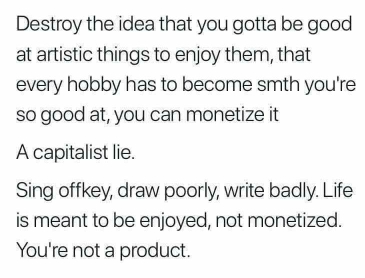 Destroy the idea that you gotta be good
at artistic things to enjoy them, that
every hobby has to become smth you're
so good at, you can monetize it
A capitalist lie.
Sing offkey, draw poorly, write badly. Life
is meant to be enjoyed, not monetized.
You're not a product.